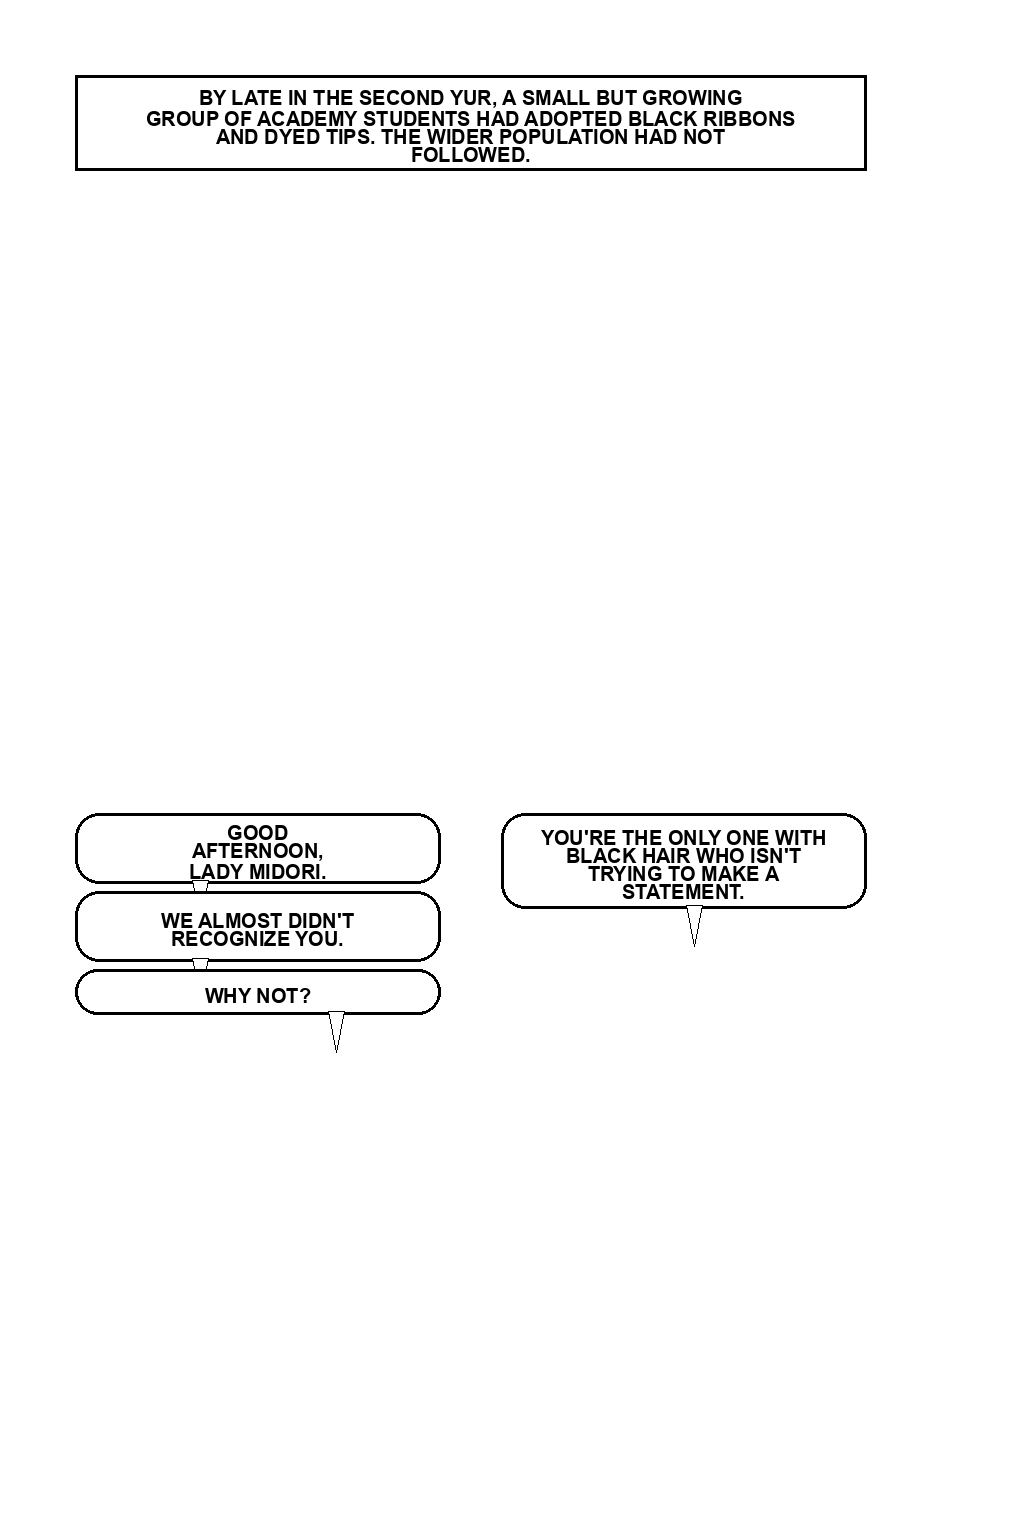 BY LATE IN THE SECOND YUR, A SMALL BUT GROWING
GROUP OF ACADEMY STUDENTS HAD ADOPTED BLACK RIBBONS
AND DYED TIPS. THE WIDER POPULATION HAD NOT
FOLLOWED.
GOOD
AFTERNOON,
LADY MIDORI.
WE ALMOST DIDN'T
RECOGNIZE YOU.
WHY NOT?
YOU'RE THE ONLY ONE WITH
BLACK HAIR WHO ISN'T
TRYING TO MAKE A
STATEMENT.